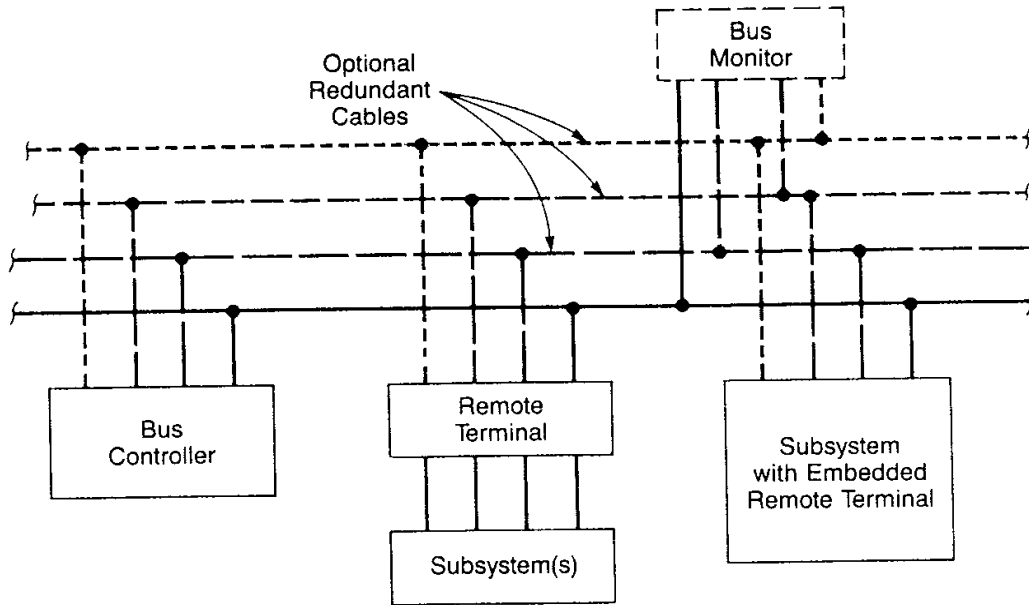 Bus
Monitor
Optional
Redundant
Cables
Bus
Controller
Remote
Terminal
Subsystem
with Embedded
Remote Terminal
Subsystem(s)